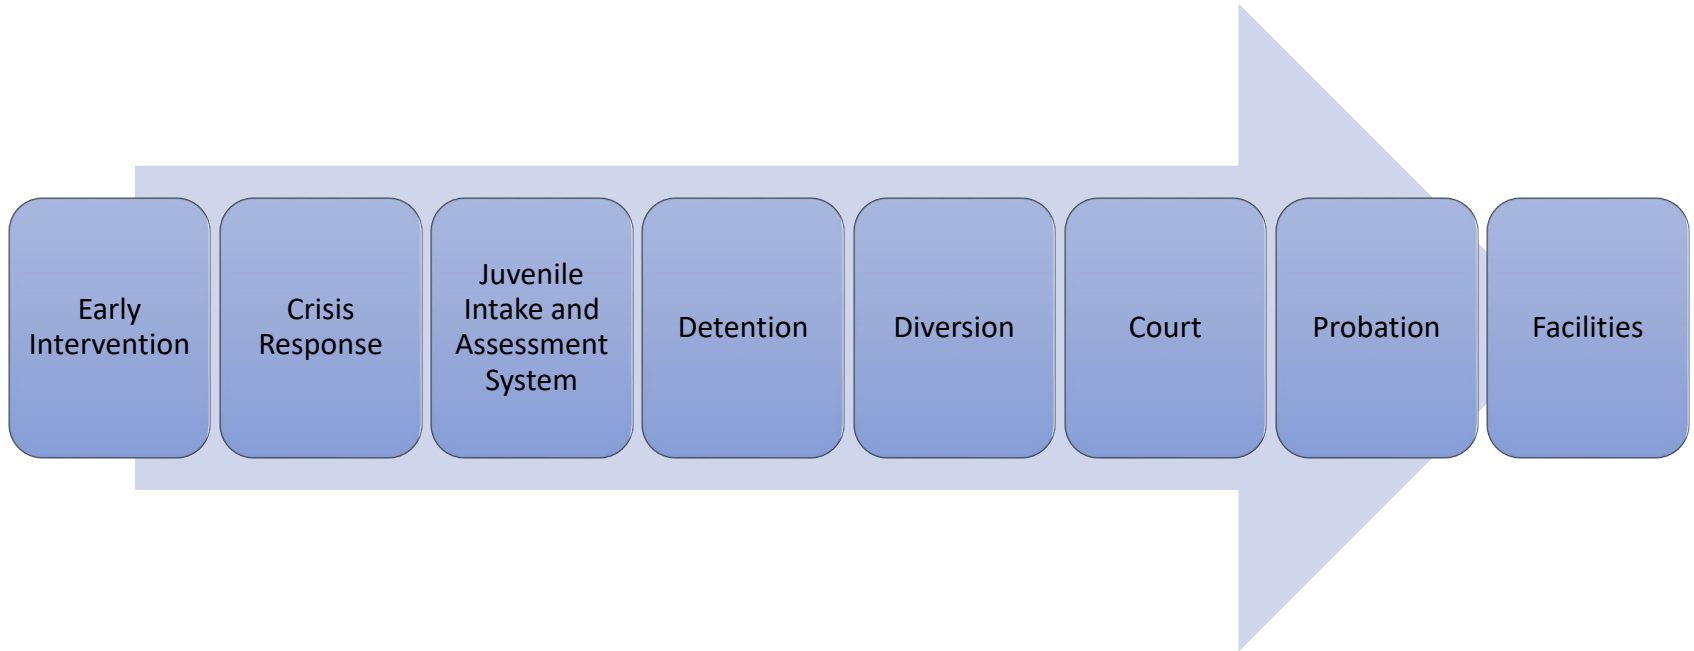 Early
Intervention
Crisis
Response
Juvenile
Intake and
Assessment
System
Detention
Diversion
Court
Probation
Facilities